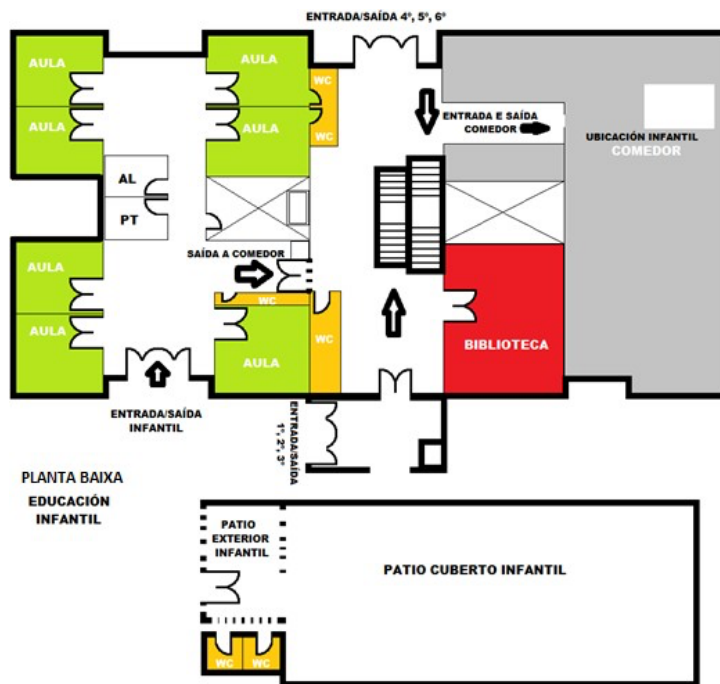 ENTRADA/SAÍDA 4º, 5º, 6º
AULA
AULA
WC
AULA
AULA
WC
ENTRADA E SAÍDA
COMEDOR
UBICACIÓN INFANTIL
COMEDOR
AL
PT
SAÍDA A COMEDOR
AULA
WC
AULA
WC
AULA
BIBLIOTECA
ENTRADA/SAÍDA
INFANTIL
ENTRADA/SAÍDA
1º, 2º, 3º
PLANTA BAIXA
EDUCACIÓN
INFANTIL
PATIO
EXTERIOR
INFANTIL
PATIO CUBERTO INFANTIL
WC
WC